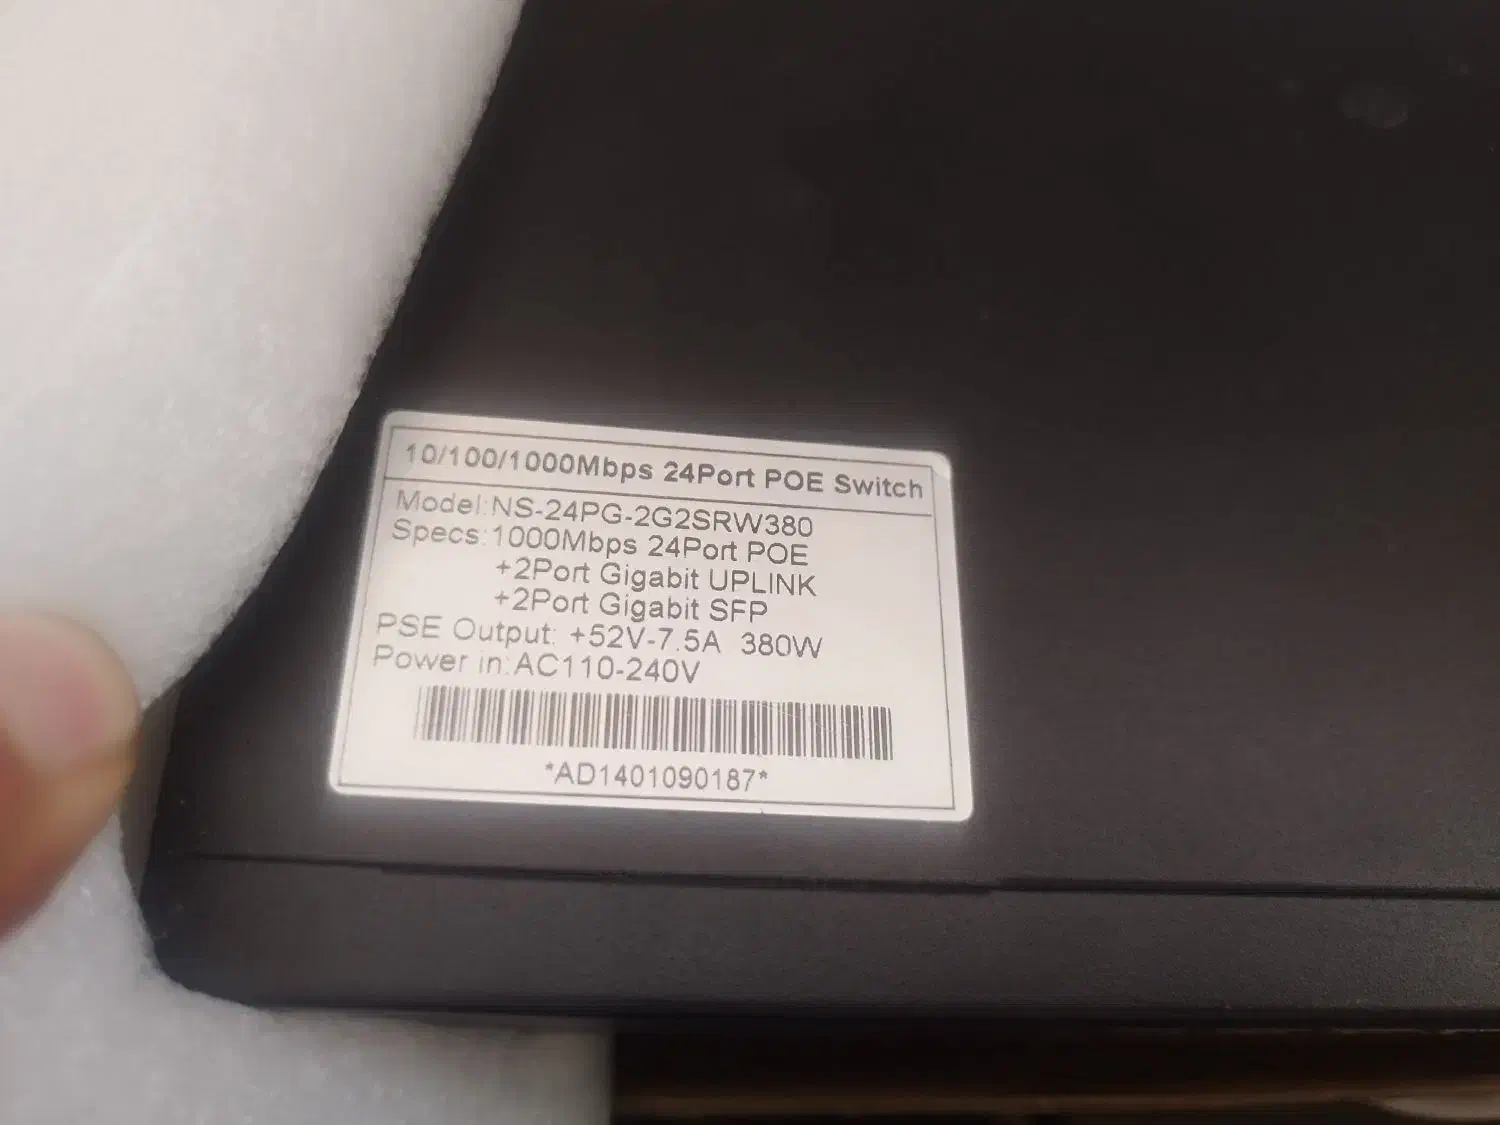 10/100/1000Mbps 24Port POE Switch
Model:NS-24PG-2G2SRW380
Specs:1000Mbps 24Port POE
+2Port Gigabit UPLINK
+2Port Gigabit SFP
PSE Output: +52V-7.5A 380W
Power in:AC110-240V
*AD1401090187*